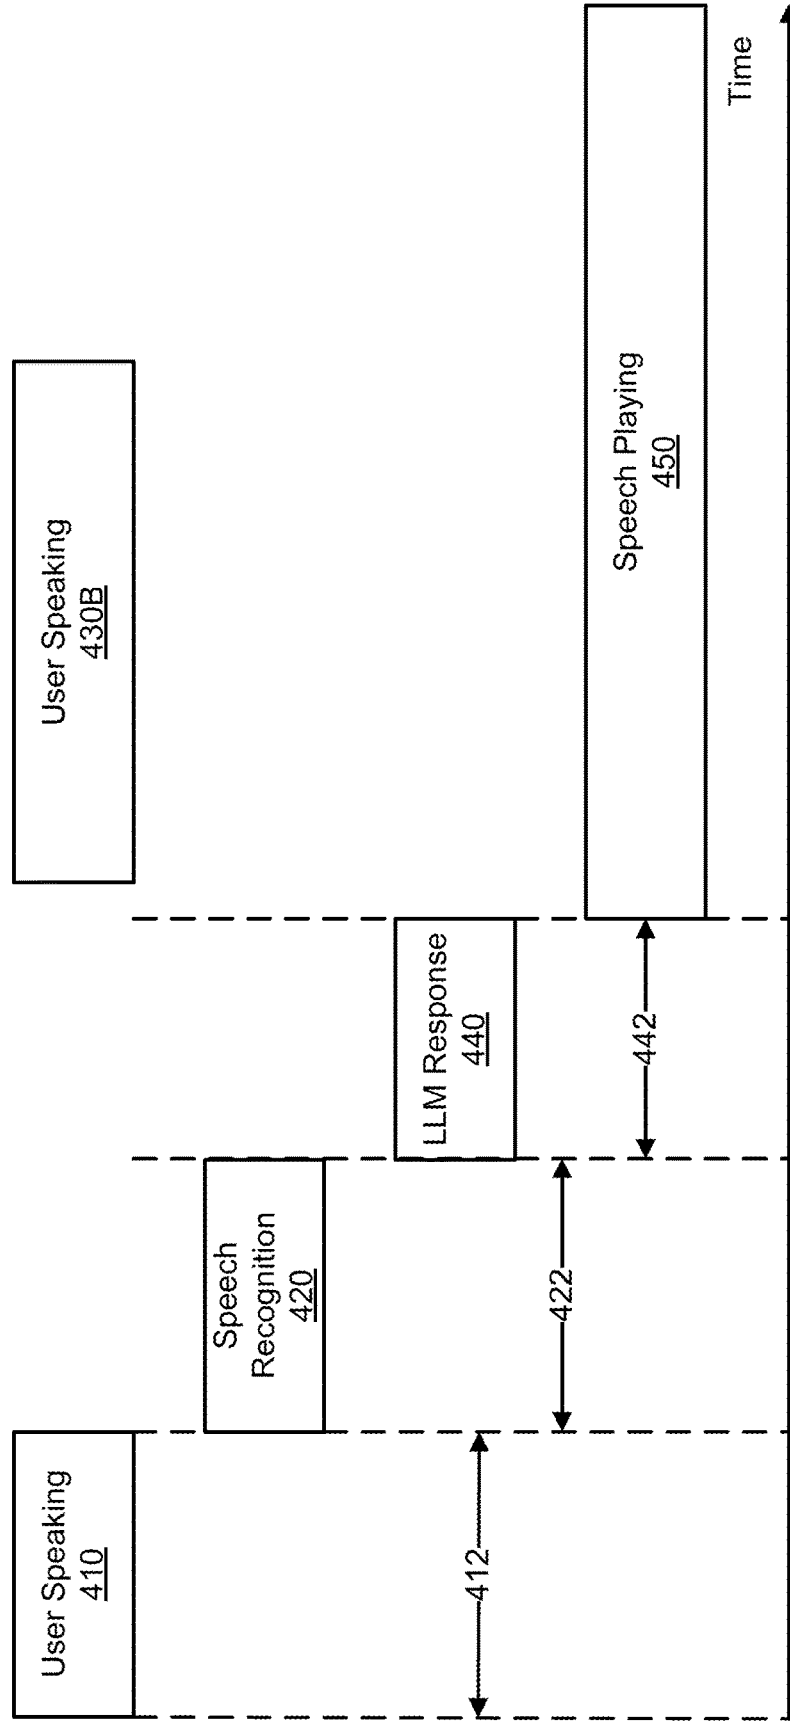 User Speaking
410
User Speaking
430B
Speech
Recognition
420
LLM Response
440
Speech Playing
450
412
422
442
Time